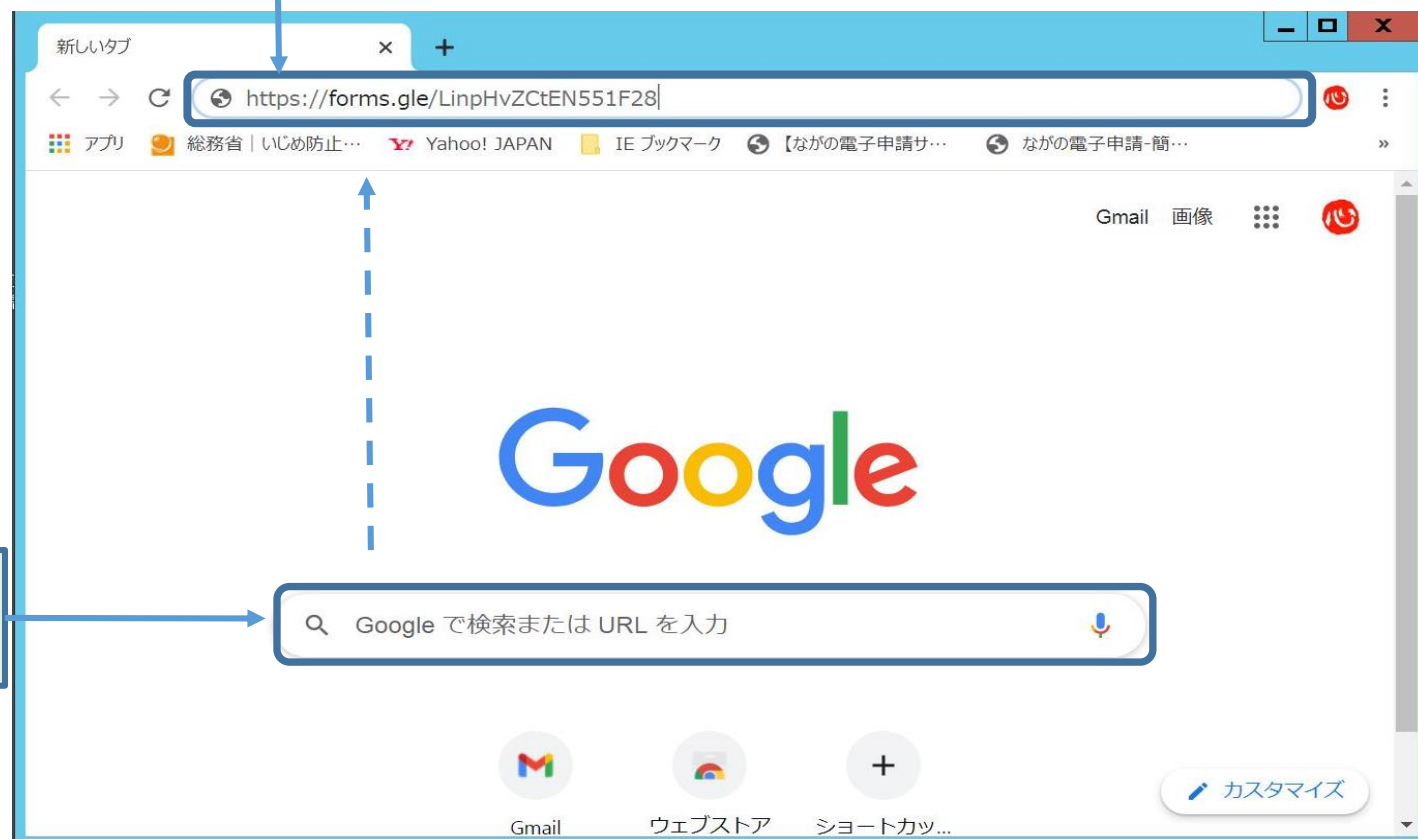 新しいタブ
https://forms.gle/LinpHvZCtEN551F28
アプリ 総務省｜いじめ防止… Y! Yahoo! JAPAN IE ブックマーク 【ながの電子申請サ… ながの電子申請-簡… »
Gmail 画像 心
Google
Google で検索または URL を入力
Gmail ウェブストア ショートカッ...
カスタマイズ